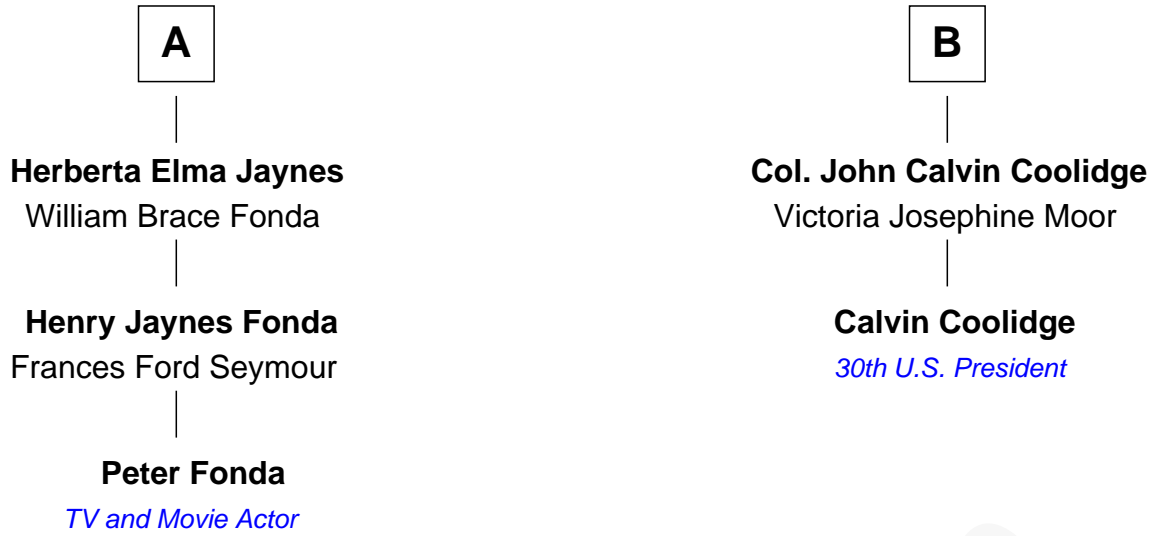 A
Herberta Elma Jaynes
William Brace Fonda
Henry Jaynes Fonda
Frances Ford Seymour
Peter Fonda
TV and Movie Actor
B
Col. John Calvin Coolidge
Victoria Josephine Moor
Calvin Coolidge
30th U.S. President